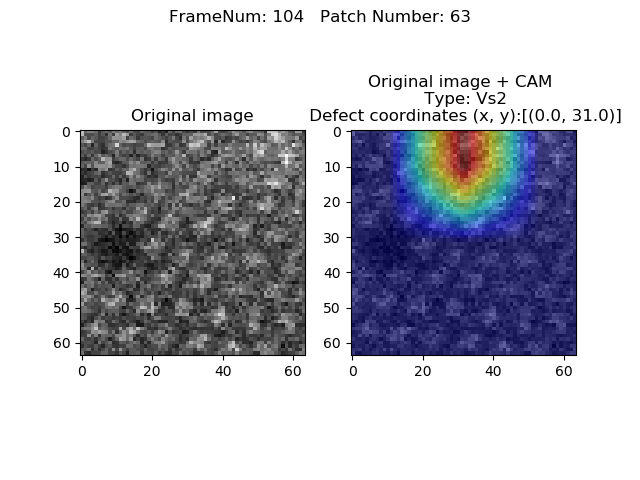 FrameNum: 104   Patch Number: 63
Original image
Original image + CAM
Type: Vs2
Defect coordinates (x, y):[(0.0, 31.0)]
0
10
20
30
40
50
60
0 20 40 60
0
10
20
30
40
50
60
0 20 40 60